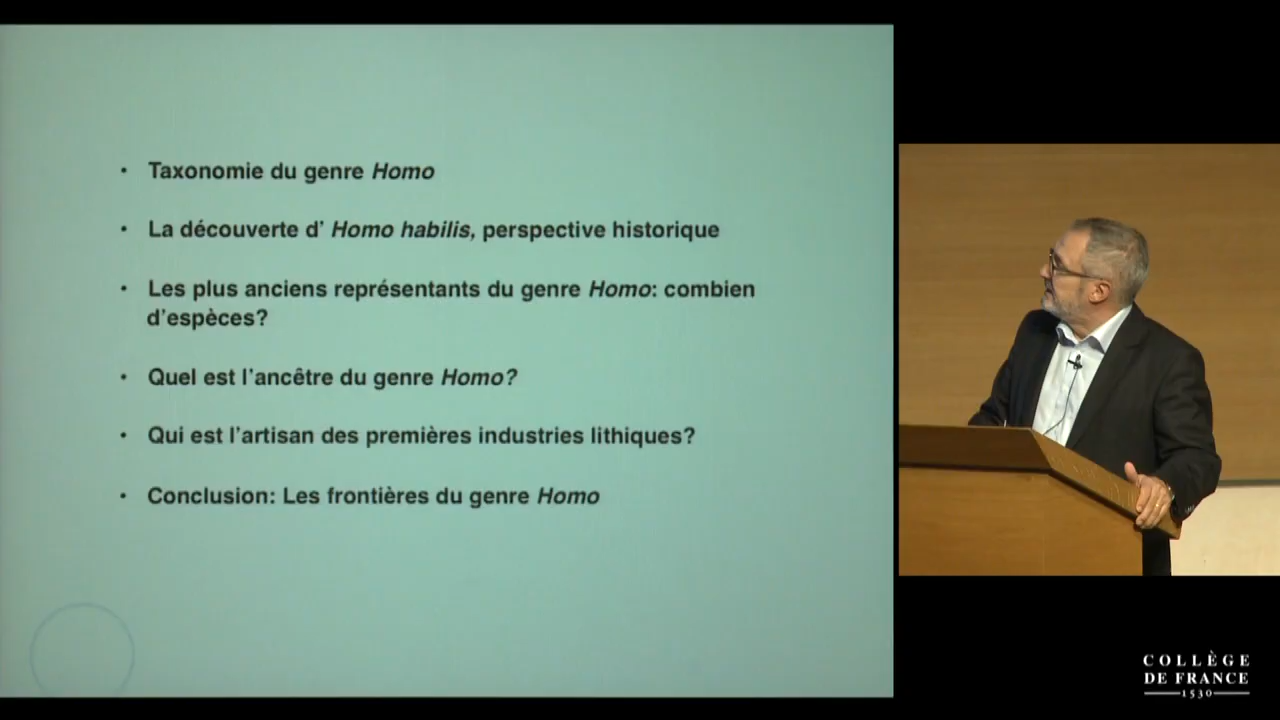 • Taxonomie du genre Homo
• La découverte d' Homo habilis, perspective historique
• Les plus anciens représentants du genre Homo: combien
d'espèces?
• Quel est l'ancêtre du genre Homo?
• Qui est l'artisan des premières industries lithiques?
• Conclusion: Les frontières du genre Homo
COLLÈGE
DE FRANCE
1530